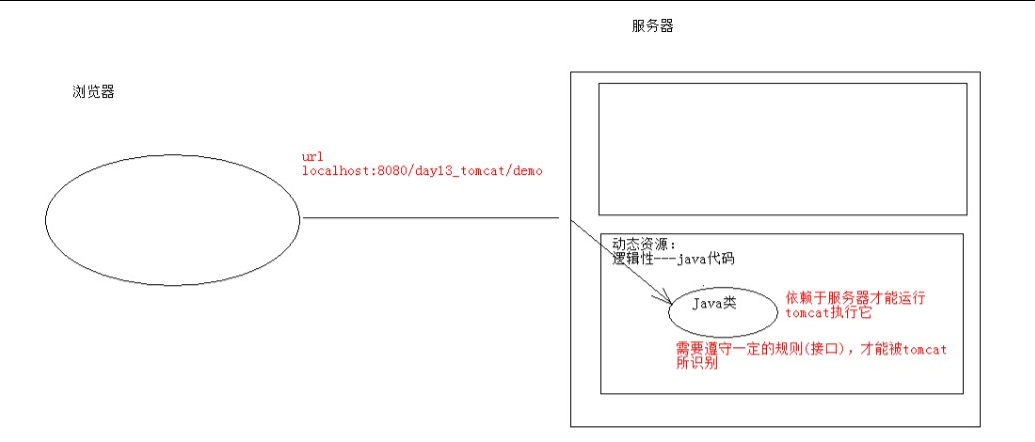 服务器
浏览器
url
localhost:8080/day13_tomcat/demo
动态资源:
逻辑性---java代码
Java类
依赖于服务器才能运行
tomcat执行它
需要遵守一定的规则(接口),才能被tomcat
所识别